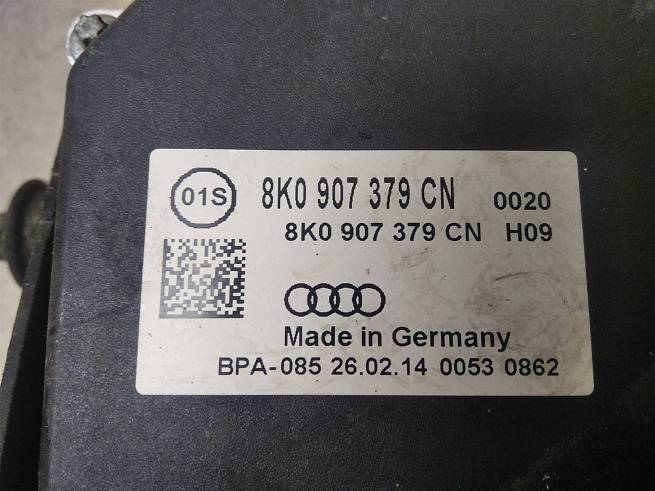 01S 8K0 907 379 CN 0020
8K0 907 379 CN H09
Made in Germany
BPA-085 26.02.14 0053 0862